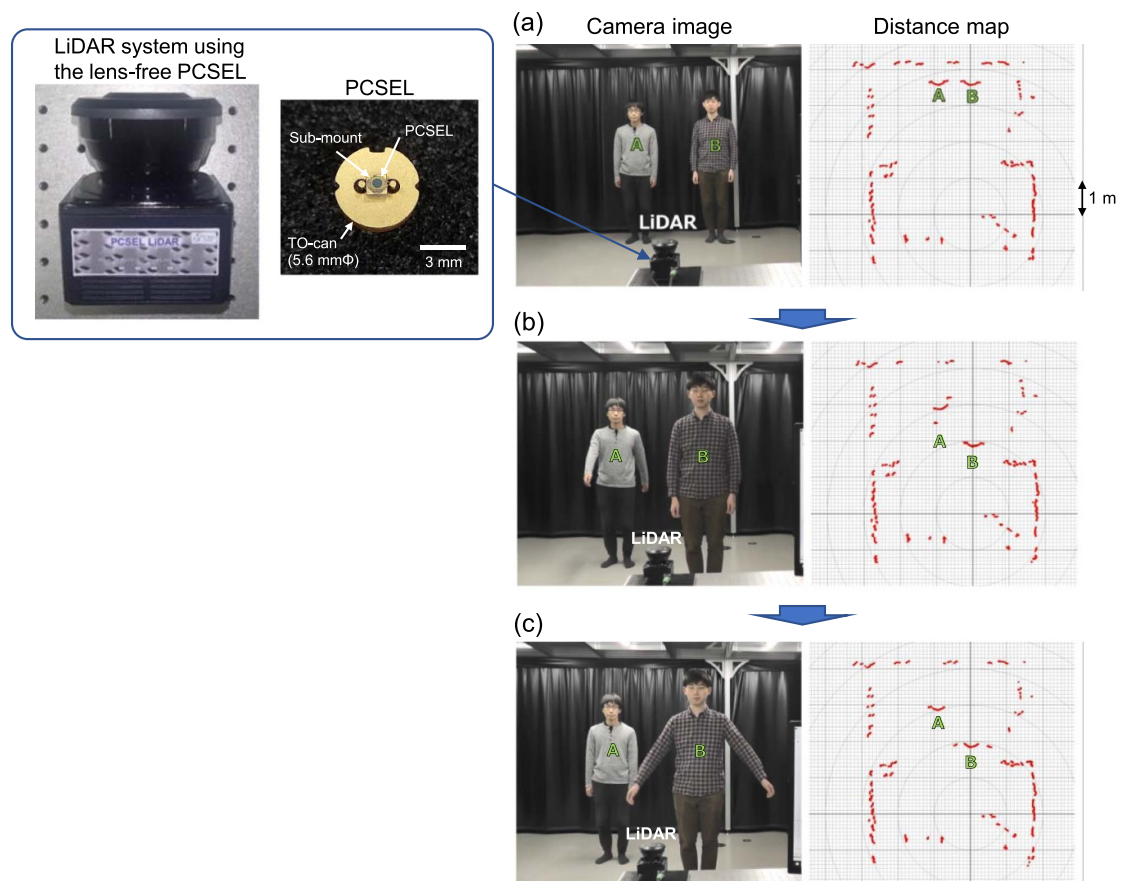 LiDAR system using
the lens-free PCSEL
PCSEL LiDAR
PCSEL
Sub-mount
PCSEL
TO-can
(5.6 mmΦ)
3 mm
(a)
Camera image
Distance map
A
B
LiDAR
A
B
1 m
(b)
A
B
LiDAR
A
B
(c)
A
B
LiDAR
A
B